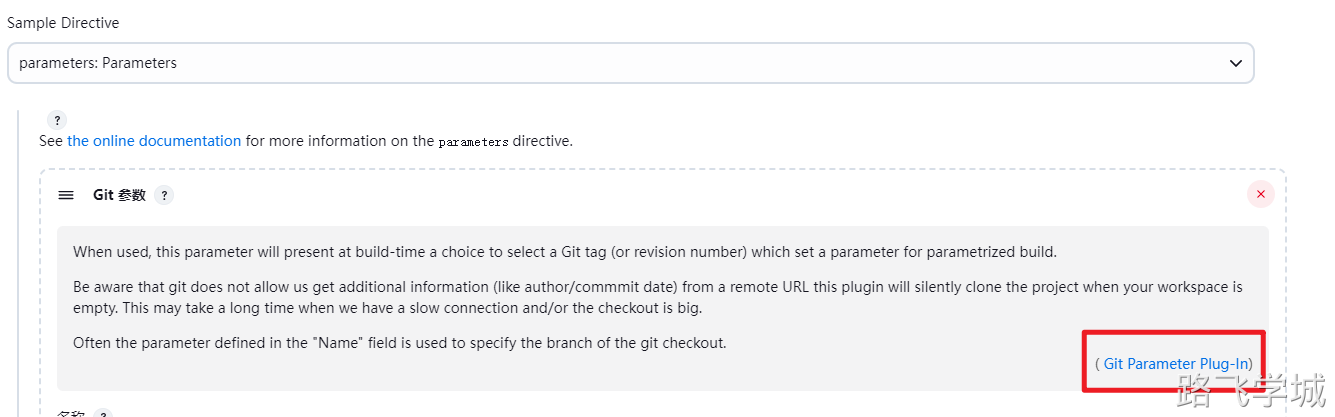 Sample Directive
parameters: Parameters
?
See the online documentation for more information on the parameters directive.
Git 参数 ?
When used, this parameter will present at build-time a choice to select a Git tag (or revision number) which set a parameter for parametrized build.
Be aware that git does not allow us get additional information (like author/commmit date) from a remote URL this plugin will silently clone the project when your workspace is
empty. This may take a long time when we have a slow connection and/or the checkout is big.
Often the parameter defined in the "Name" field is used to specify the branch of the git checkout.
( Git Parameter Plug-In)
路飞学城
名称 ?